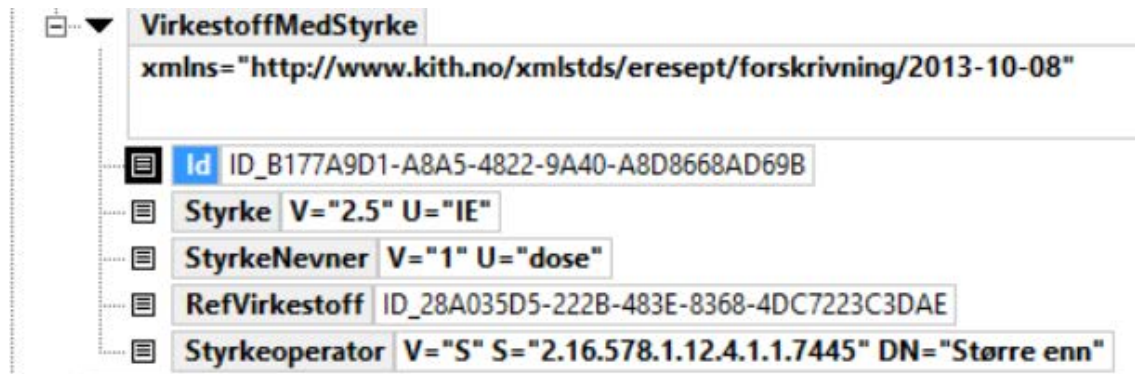 VirkestoffMedStyrke
xmlns="http://www.kith.no/xmlstds/eresept/forskrivning/2013-10-08"
Id ID_B177A9D1-A8A5-4822-9A40-A8D8668AD69B
Styrke V="2.5" U="IE"
StyrkeNevner V="1" U="dose"
RefVirkestoff ID_28A035D5-222B-483E-8368-4DC7223C3DAE
Styrkeoperator V="S" S="2.16.578.1.12.4.1.1.7445" DN="Større enn"